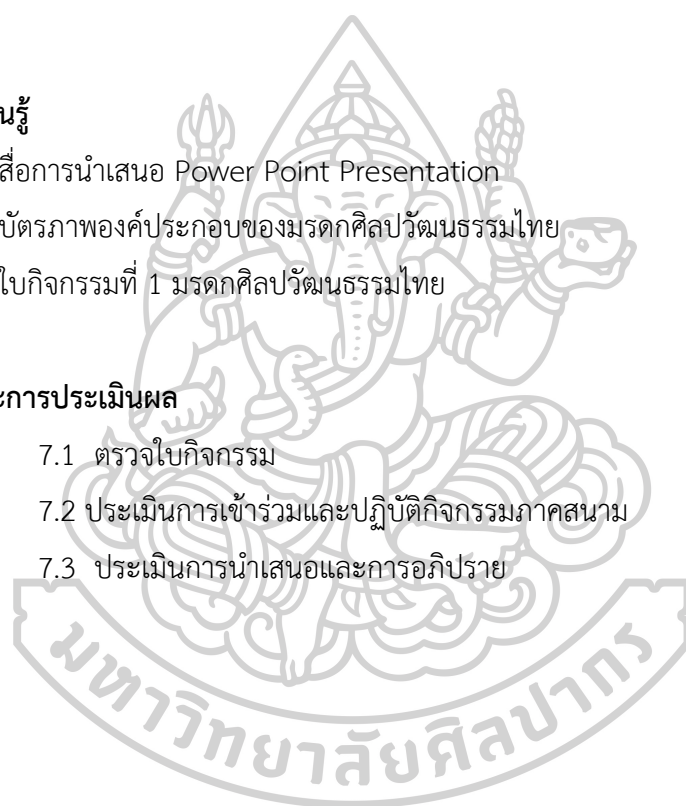 นรู้
สื่อการนำเสนอ Power Point Presentation
บัตรภาพองค์ประกอบของมรดกศิลปวัฒนธรรมไทย
ใบกิจกรรมที่ 1 มรดกศิลปวัฒนธรรมไทย
ะการประเมินผล
7.1 ตรวจใบกิจกรรม
7.2 ประเมินการเข้าร่วมและปฏิบัติกิจกรรมภาคสนาม
7.3 ประเมินการนำเสนอและการอภิปราย
มหาวิทยาลัยศิลปากร